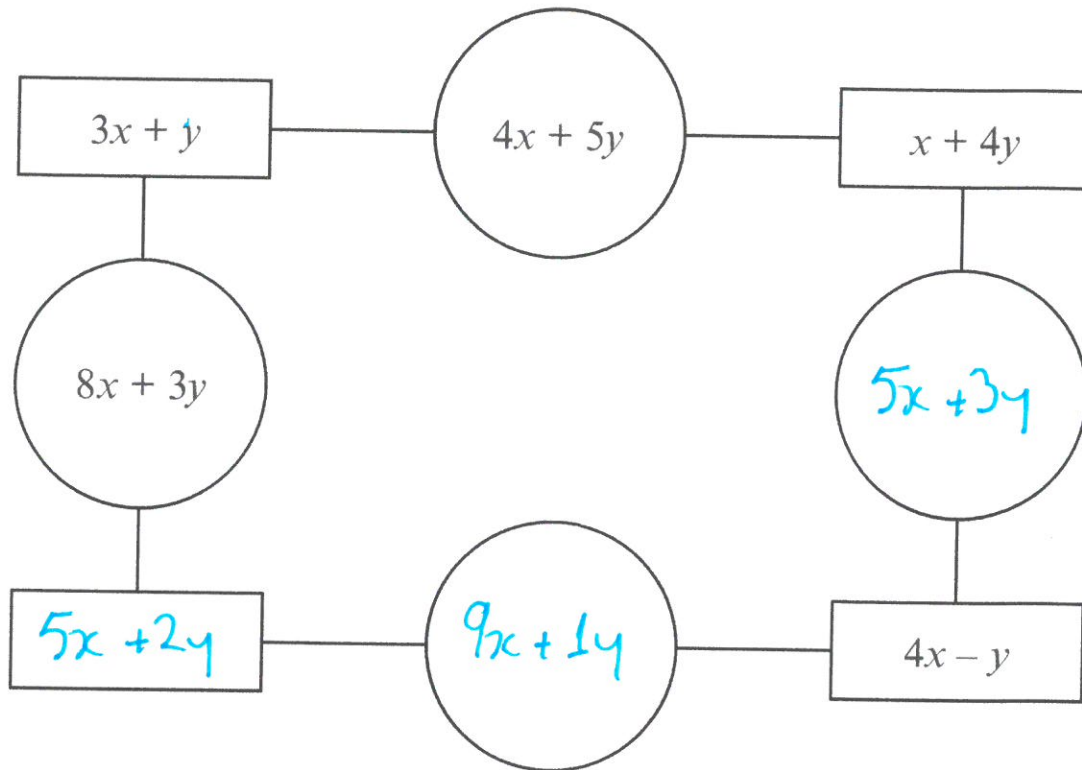 3x + y
4x + 5y
x + 4y
8x + 3y
5x + 3y
5x + 2y
9x + 1y
4x – y